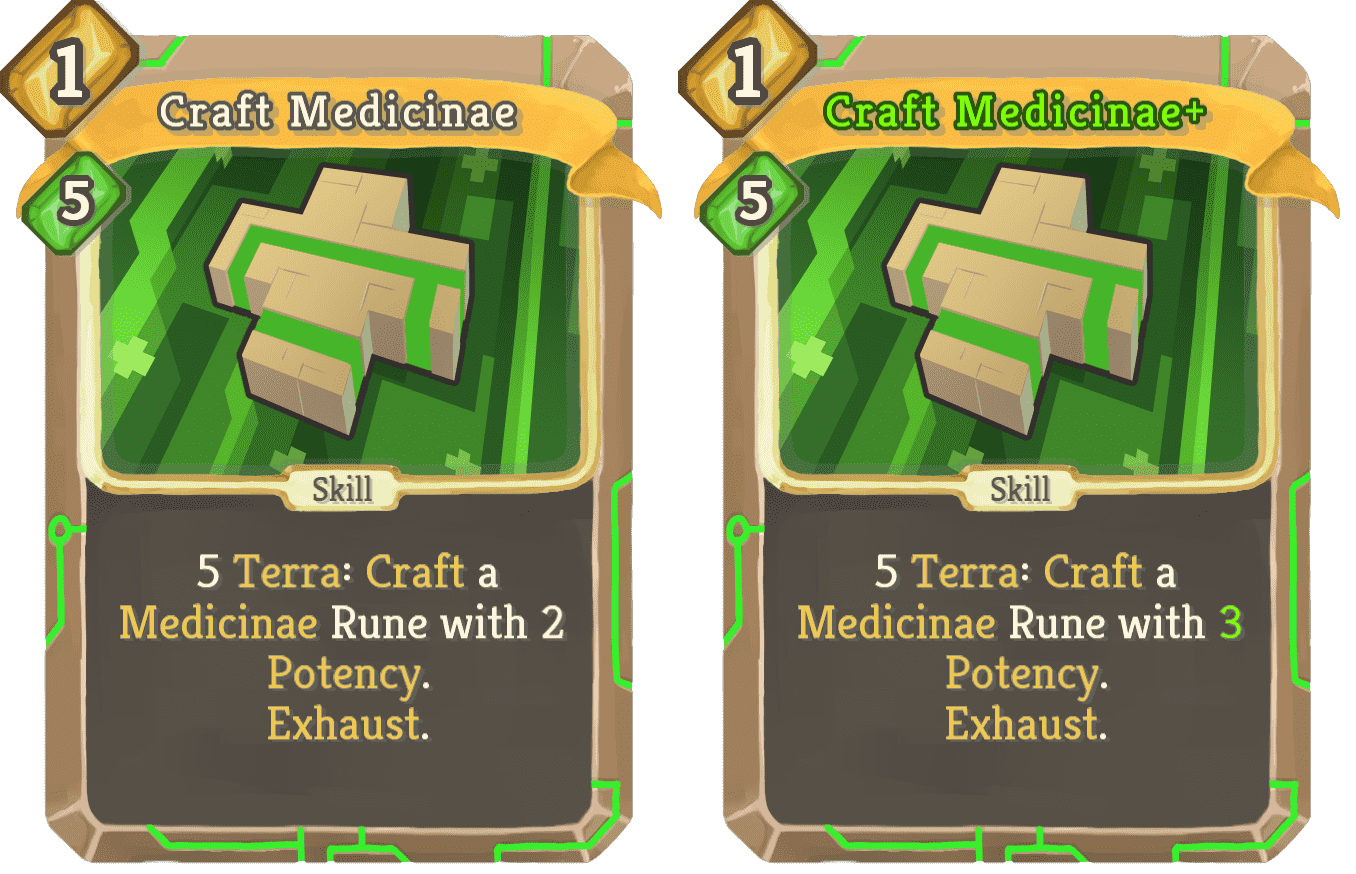 1
Craft Medicinae
5
Skill
5 Terra: Craft a
Medicinae Rune with 2
Potency.
Exhaust.
1
Craft Medicinae+
5
Skill
5 Terra: Craft a
Medicinae Rune with 3
Potency.
Exhaust.